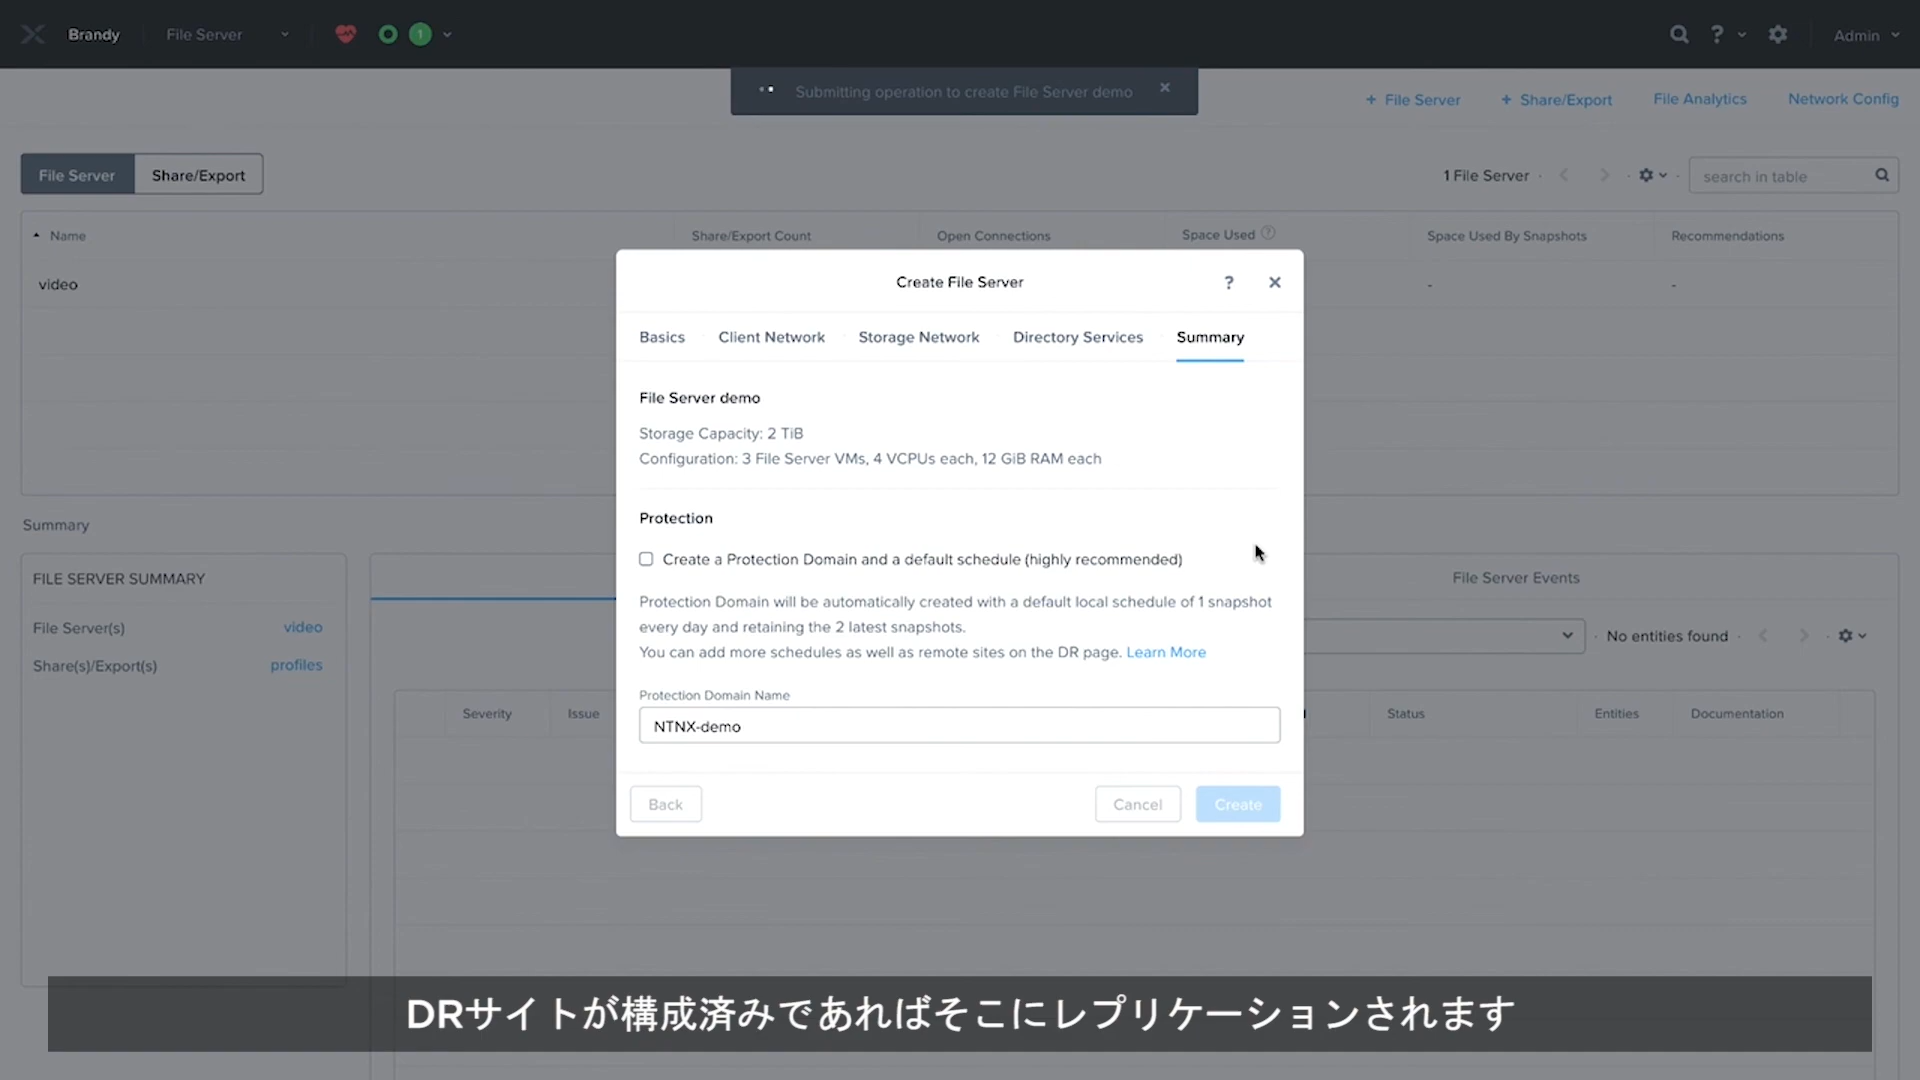 Brandy
File Server
1
?
Admin
Submitting operation to create File Server demo
+ File Server
+ Share/Export
File Analytics
Network Config
File Server
Share/Export
1 File Server
search in table
Name
Share/Export Count
Open Connections
Space Used
Space Used By Snapshots
Recommendations
video
-
-
Create File Server
?
Basics
Client Network
Storage Network
Directory Services
Summary
File Server demo
Storage Capacity: 2 TiB
Configuration: 3 File Server VMs, 4 VCPUs each, 12 GiB RAM each
Protection
Create a Protection Domain and a default schedule (highly recommended)
Protection Domain will be automatically created with a default local schedule of 1 snapshot
every day and retaining the 2 latest snapshots.
You can add more schedules as well as remote sites on the DR page. Learn More
Protection Domain Name
NTNX-demo
Back
Cancel
Create
Summary
FILE SERVER SUMMARY
File Server(s)
video
Share(s)/Export(s)
profiles
File Server Events
No entities found
Severity
Issue
Status
Entities
Documentation
DRサイトが構成済みであればそこにレプリケーションされます